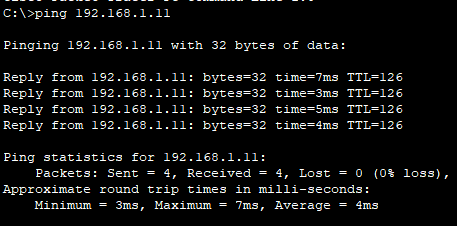 C:\>ping 192.168.1.11
Pinging 192.168.1.11 with 32 bytes of data:
Reply from 192.168.1.11: bytes=32 time=7ms TTL=126
Reply from 192.168.1.11: bytes=32 time=3ms TTL=126
Reply from 192.168.1.11: bytes=32 time=5ms TTL=126
Reply from 192.168.1.11: bytes=32 time=4ms TTL=126
Ping statistics for 192.168.1.11:
Packets: Sent = 4, Received = 4, Lost = 0 (0% loss),
Approximate round trip times in milli-seconds:
Minimum = 3ms, Maximum = 7ms, Average = 4ms